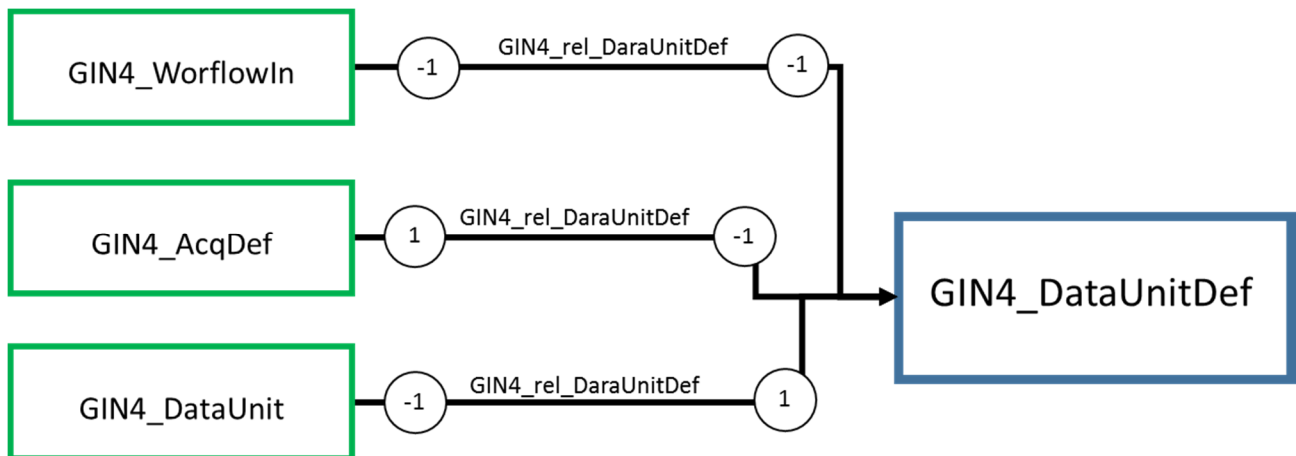 GIN4_WorflowIn
-1
GIN4_rel_DaraUnitDef
-1
GIN4_AcqDef
1
GIN4_rel_DaraUnitDef
-1
GIN4_DataUnitDef
GIN4_DataUnit
-1
GIN4_rel_DaraUnitDef
1